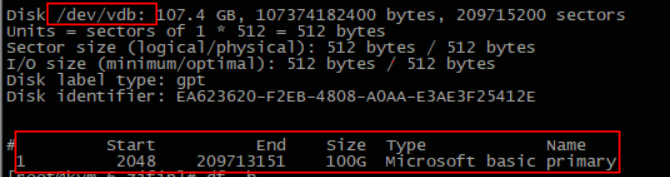 Disk /dev/vdb: 107.4 GB, 107374182400 bytes, 209715200 sectors
Units = sectors of 1 * 512 = 512 bytes
Sector size (logical/physical): 512 bytes / 512 bytes
I/O size (minimum/optimal): 512 bytes / 512 bytes
Disk label type: gpt
Disk identifier: EA623620-F2EB-4808-A0AA-E3AE3F25412E
# Start End Size Type Name
1 2048 209713151 100G Microsoft basic primary